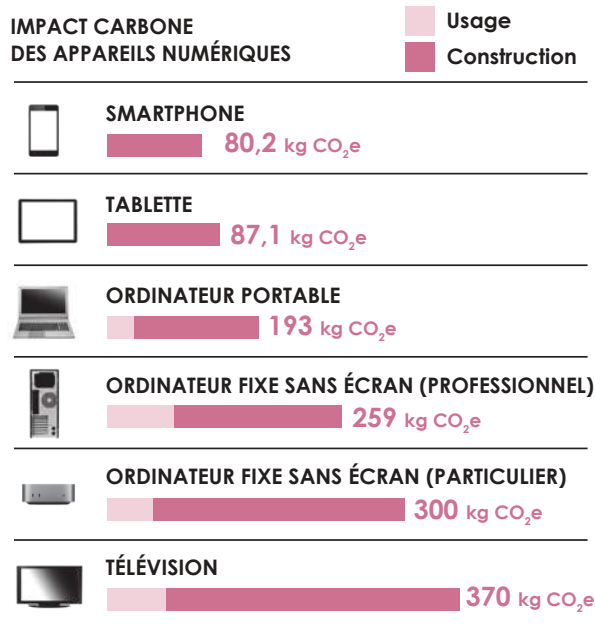 IMPACT CARBONE
DES APPAREILS NUMÉRIQUES
Usage
Construction
SMARTPHONE
80,2 kg CO₂e
TABLETTE
87,1 kg CO₂e
ORDINATEUR PORTABLE
193 kg CO₂e
ORDINATEUR FIXE SANS ÉCRAN (PROFESSIONNEL)
259 kg CO₂e
ORDINATEUR FIXE SANS ÉCRAN (PARTICULIER)
300 kg CO₂e
TÉLÉVISION
370 kg CO₂e